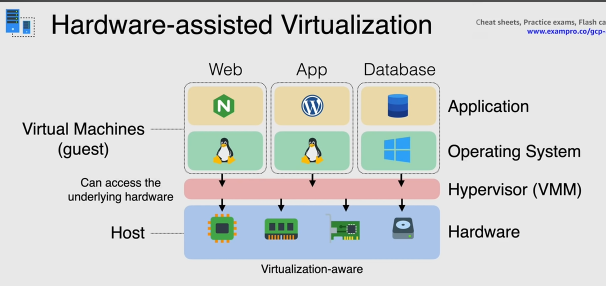 Hardware-assisted Virtualization
Cheat sheets, Practice exams, Flash ca
www.exampro.co/gcp-
Web
App
Database
Application
Virtual Machines
(guest)
Operating System
Can access the
underlying hardware
Hypervisor (VMM)
Host
Hardware
Virtualization-aware